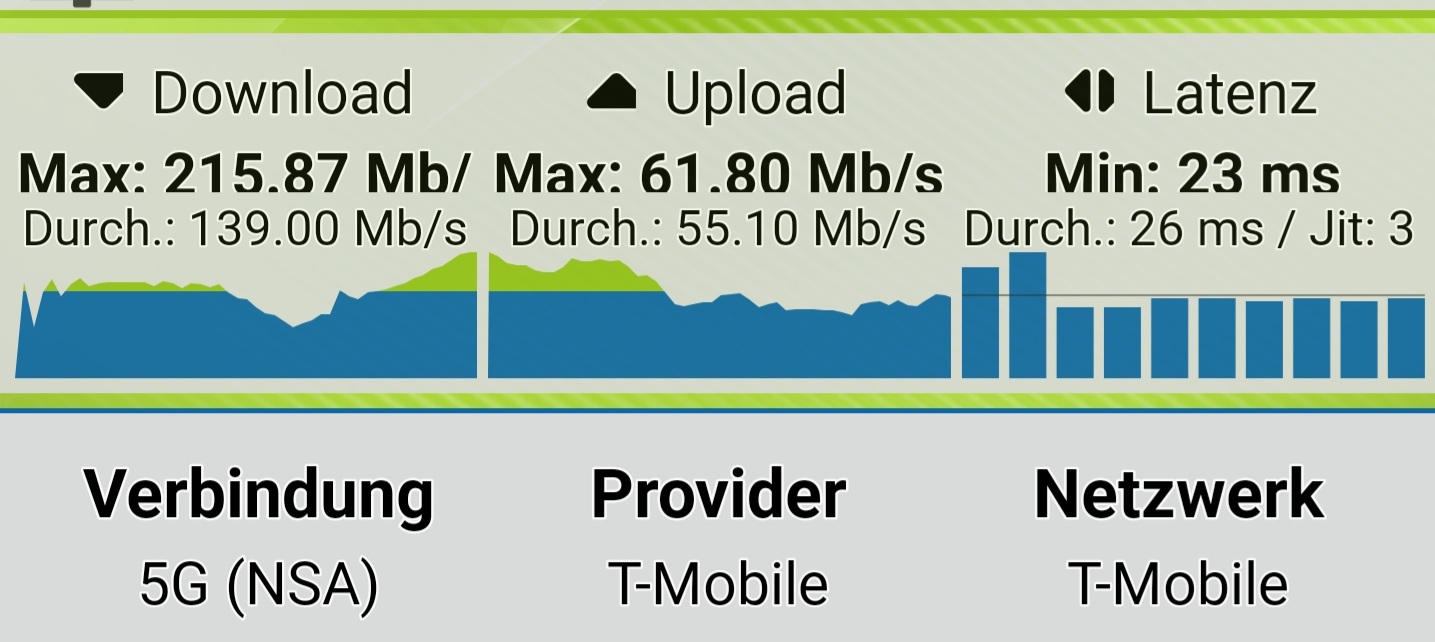 Download Upload Latenz
Max: 215.87 Mb/ Max: 61.80 Mb/s Min: 23 ms
Durch.: 139.00 Mb/s Durch.: 55.10 Mb/s Durch.: 26 ms / Jit: 3
Verbindung Provider Netzwerk
5G (NSA) T-Mobile T-Mobile